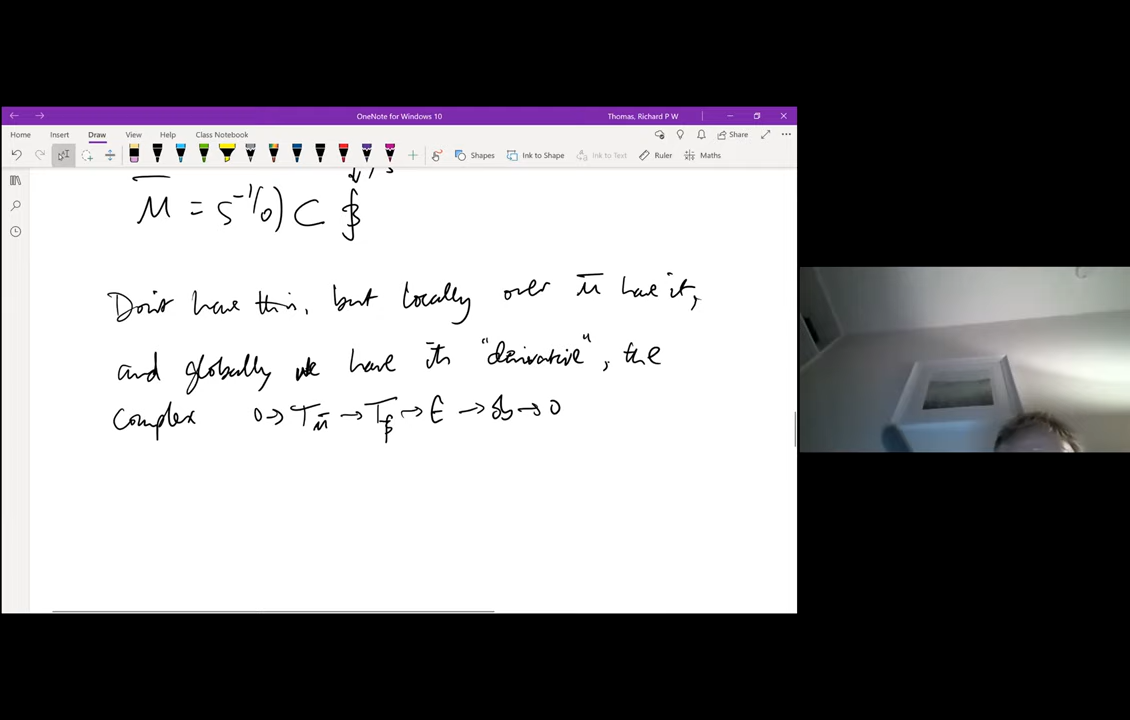 OneNote for Windows 10
Thomas, Richard P W
Home Insert Draw View Help Class Notebook
Share
Shapes Ink to Shape Ink to Text Ruler Maths
M̅ = s⁻¹(0) ⊂
Don't have this, but locally over M̅ have it,
and globally we have its "derivative", the
complex 0 → T_M̅ → T_B → E → Ob → 0